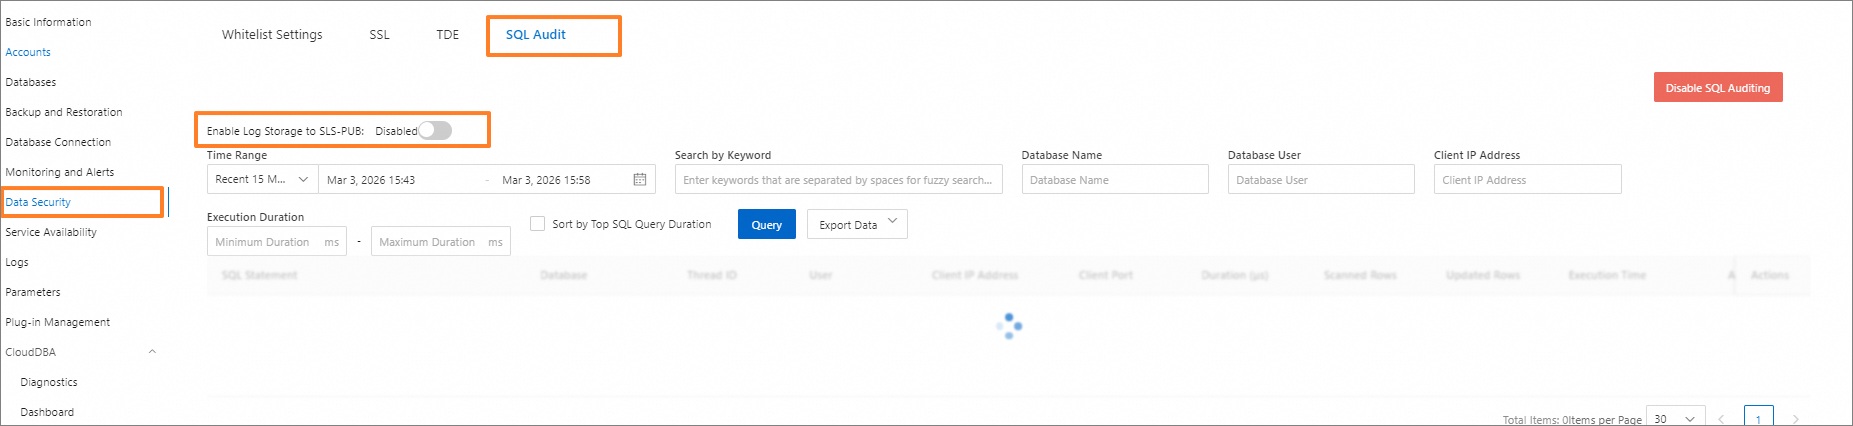 Basic Information
Accounts
Databases
Backup and Restoration
Database Connection
Monitoring and Alerts
Data Security
Service Availability
Logs
Parameters
Plug-in Management
CloudDBA
Diagnostics
Dashboard
Whitelist Settings SSL TDE SQL Audit
Disable SQL Auditing
Enable Log Storage to SLS-PUB: Disabled
Time Range Search by Keyword Database Name Database User Client IP Address
Recent 15 M... Mar 3, 2026 15:43 - Mar 3, 2026 15:58 Enter keywords that are separated by spaces for fuzzy search... Database Name Database User Client IP Address
Execution Duration
Minimum Duration ms - Maximum Duration ms Sort by Top SQL Query Duration Query Export Data
SQL Statement Database Thread ID User Client IP Address Client Port Duration (μs) Scanned Rows Updated Rows Execution Time A Actions
Total Items: 0Items per Page 30 1